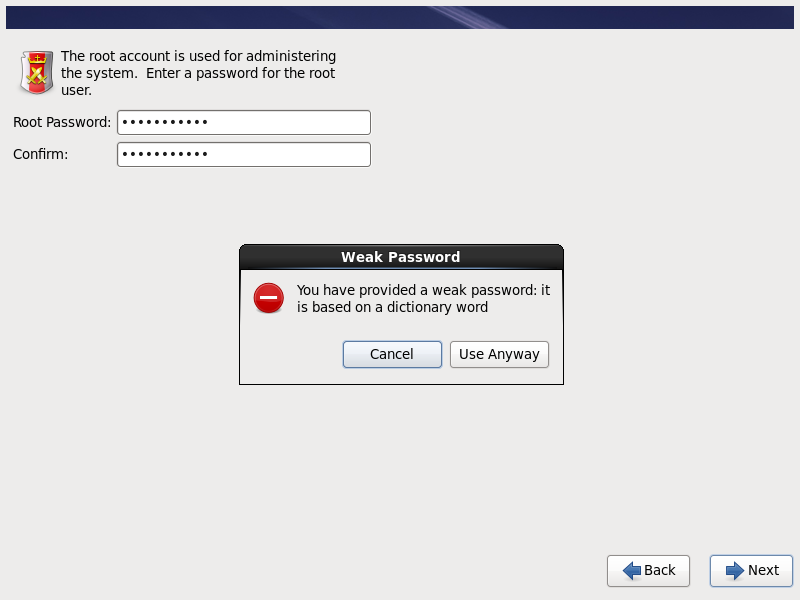 The root account is used for administering
the system.  Enter a password for the root
user.
Root Password: •••••••••••
Confirm: •••••••••••
Weak Password
You have provided a weak password: it
is based on a dictionary word
Cancel
Use Anyway
Back
Next